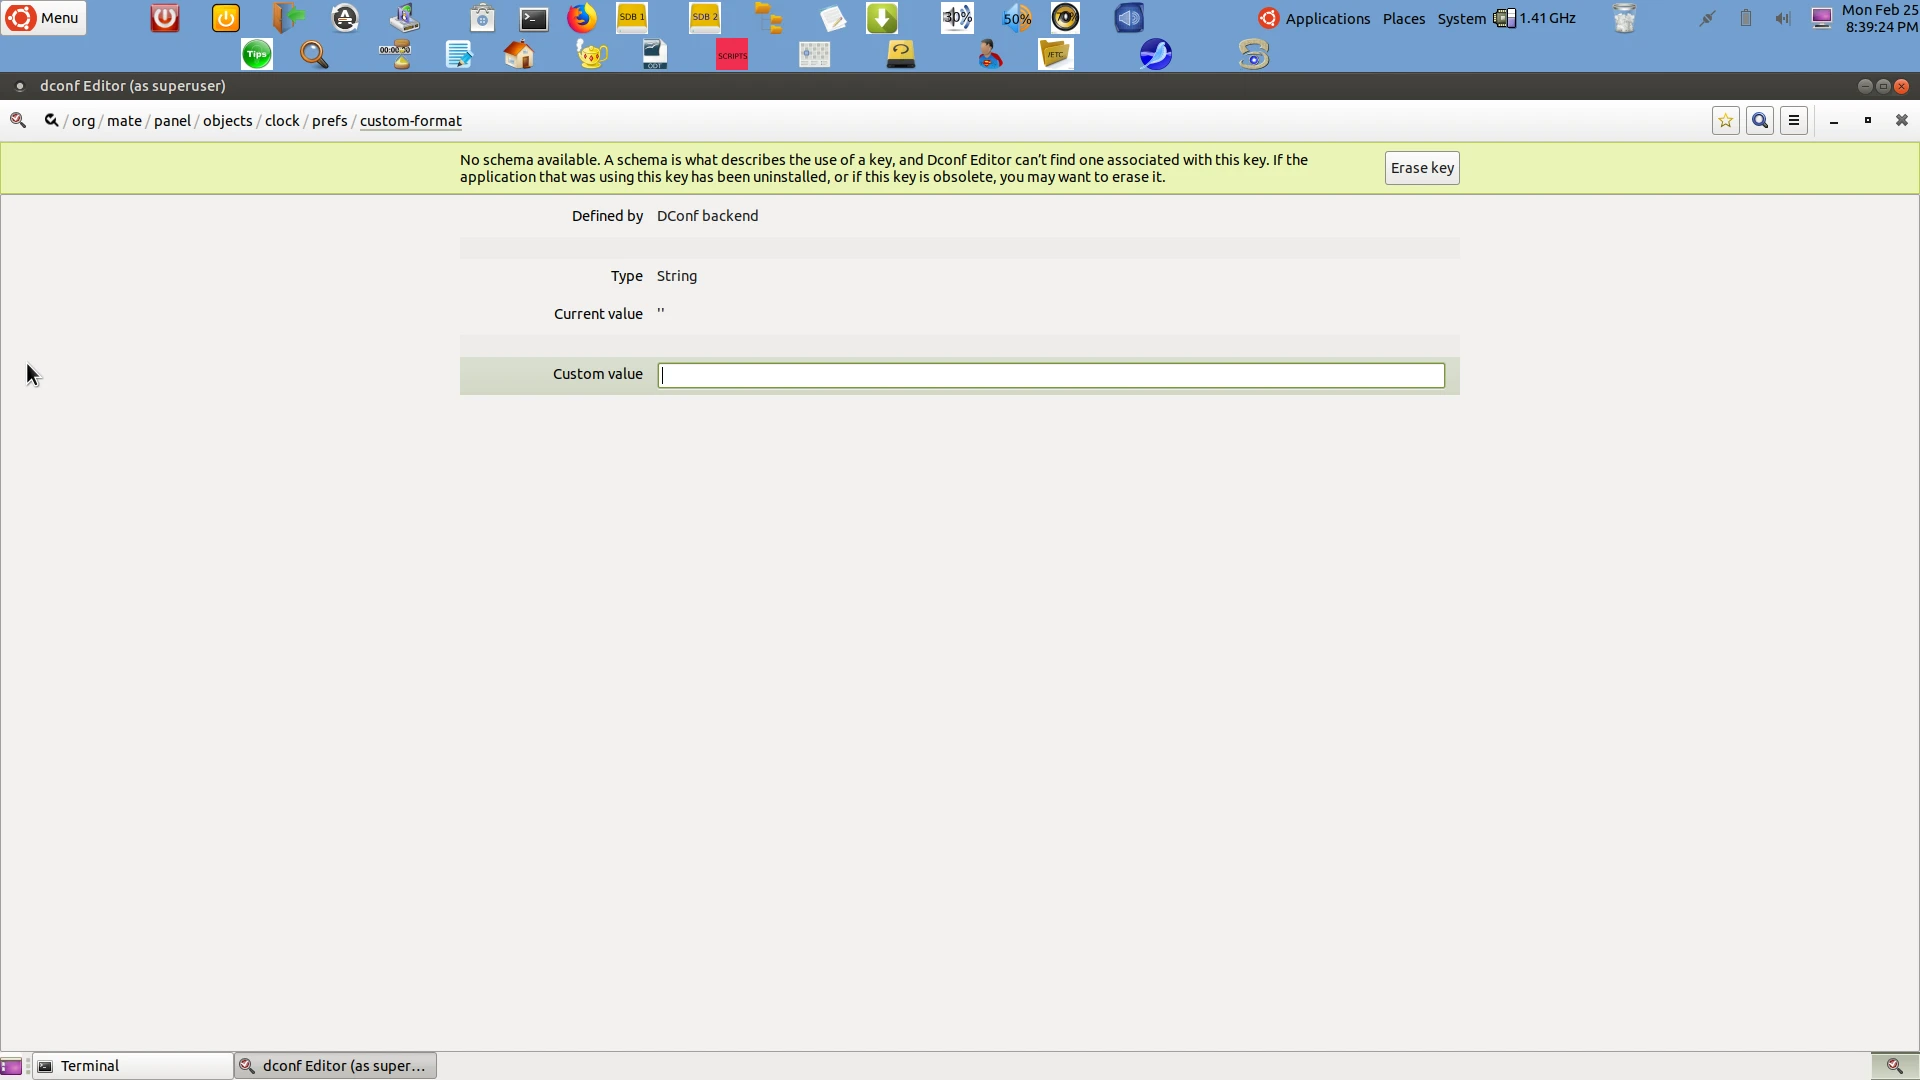 Menu
SDB 1
SDB 2
30%
50%
70%
Applications Places System 1.41 GHz
Mon Feb 25
8:39:24 PM
Tips
00:00:30
ODT
SCRIPTS
JETC
dconf Editor (as superuser)
/ org / mate / panel / objects / clock / prefs / custom-format
No schema available. A schema is what describes the use of a key, and Dconf Editor can’t find one associated with this key. If the
application that was using this key has been uninstalled, or if this key is obsolete, you may want to erase it.
Erase key
Defined by DConf backend
Type String
Current value ''
Custom value
Terminal
dconf Editor (as super...